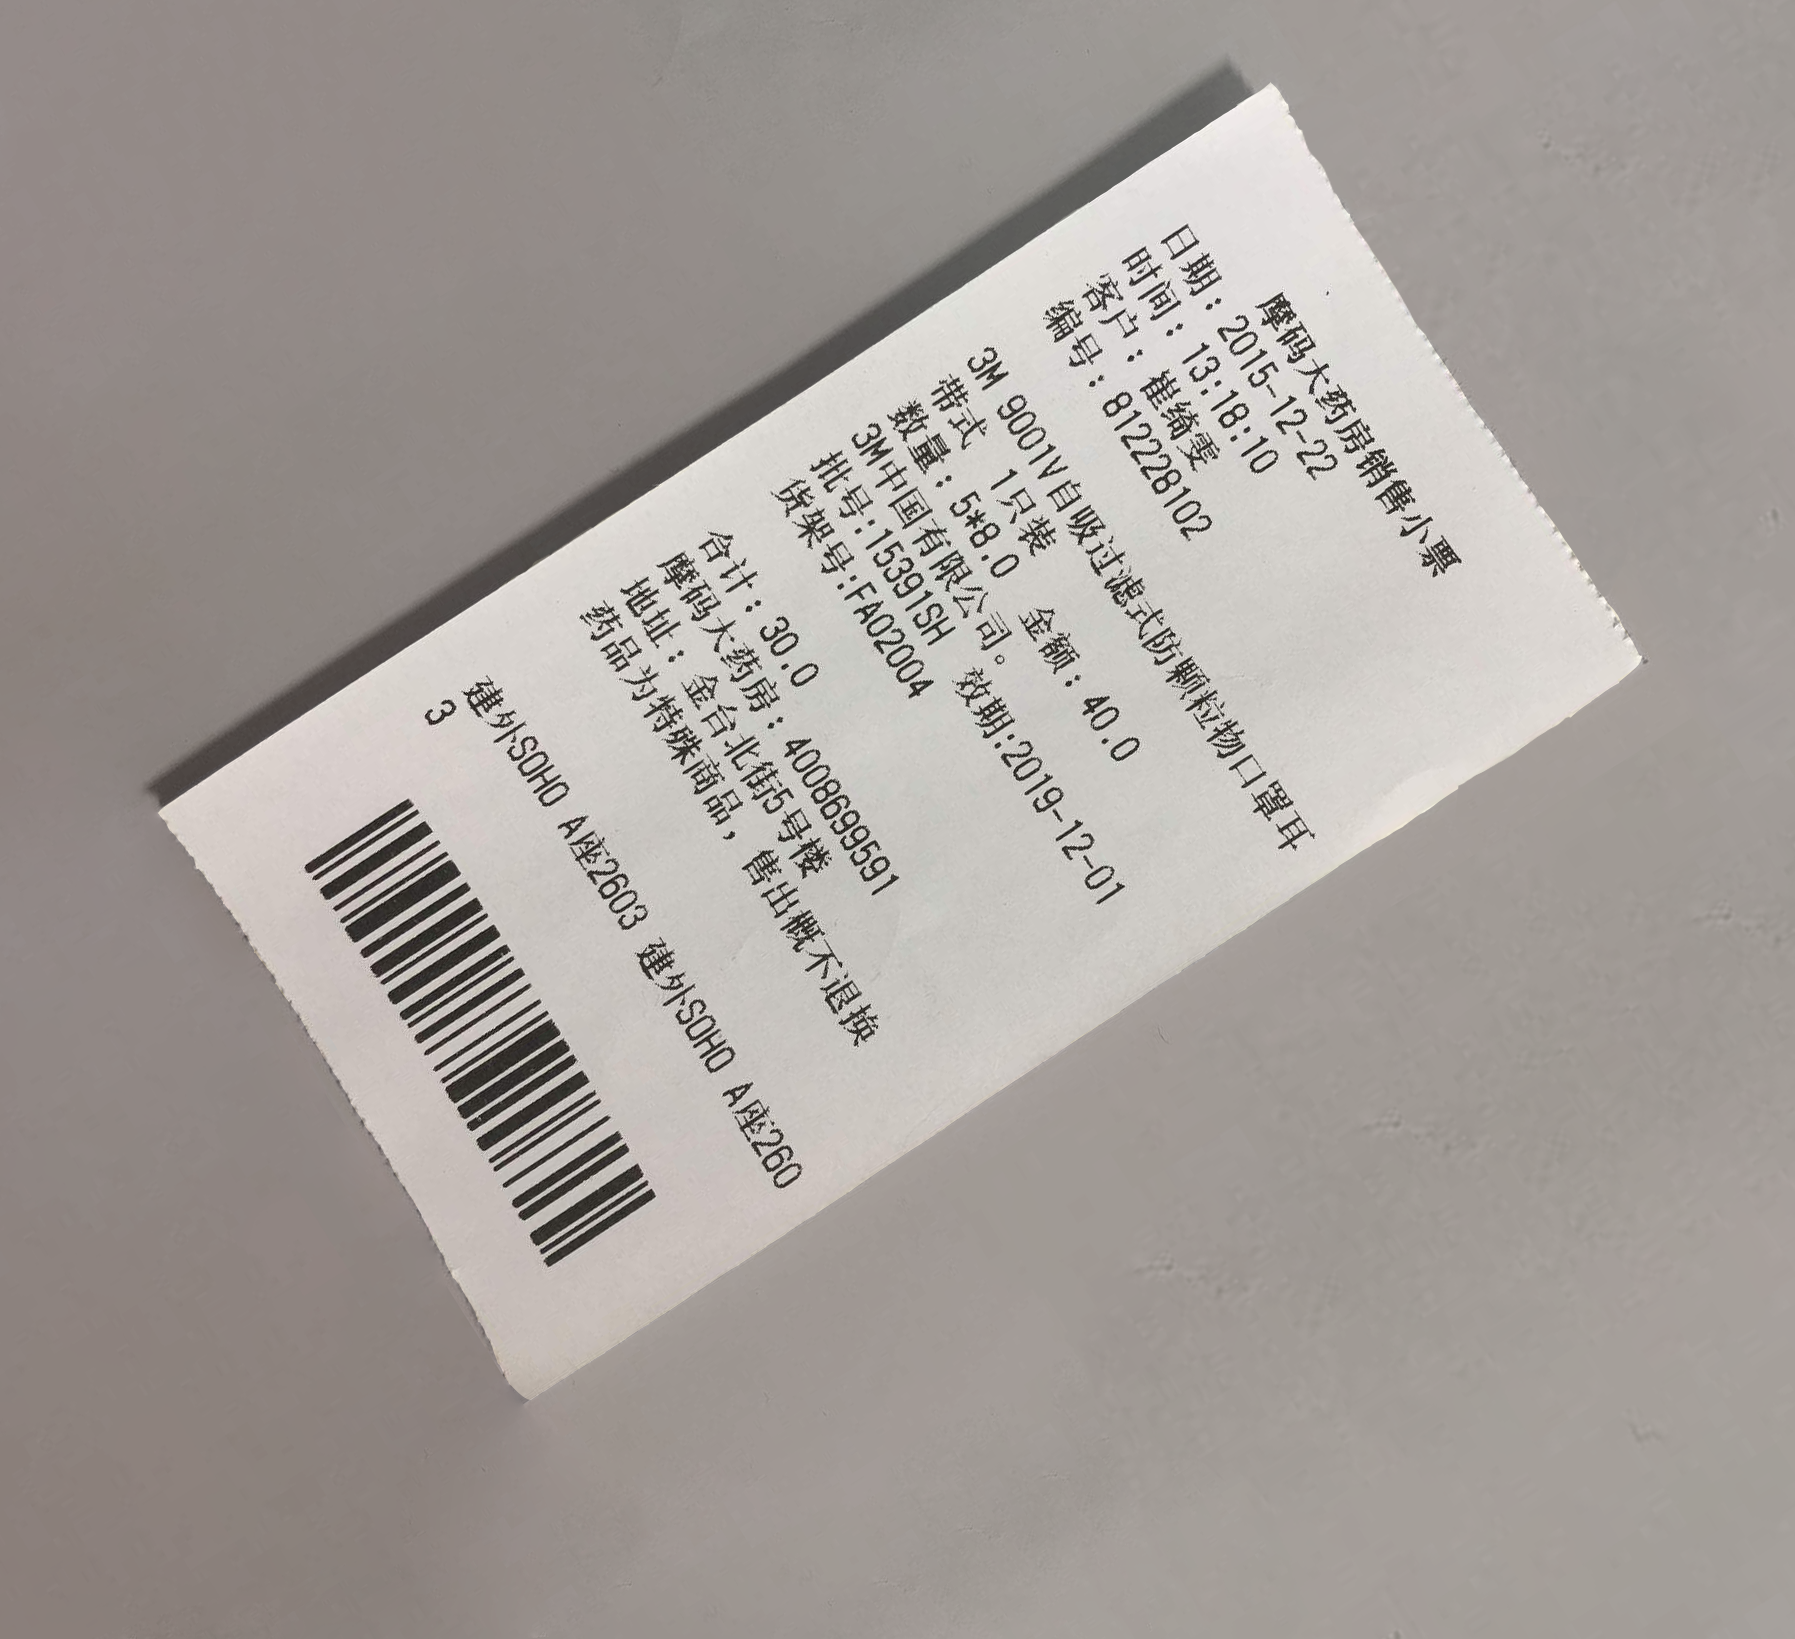 摩码大药房销售小票
日期：2015-12-22
时间：13:18:10
客户：崔绮雯
编号：812228102
3M 9001V自吸过滤式防颗粒物口罩耳
带式 1只装
数量：5*8.0 金额：40.0
3M中国有限公司。
批号:15391SH 效期:2019-12-01
货架号:FA02004
合计：30.0
摩码大药房：4008699591
地址：金台北街5号楼
药品为特殊商品，售出概不退换
建外SOHO A座2603 建外SOHO A座260
3